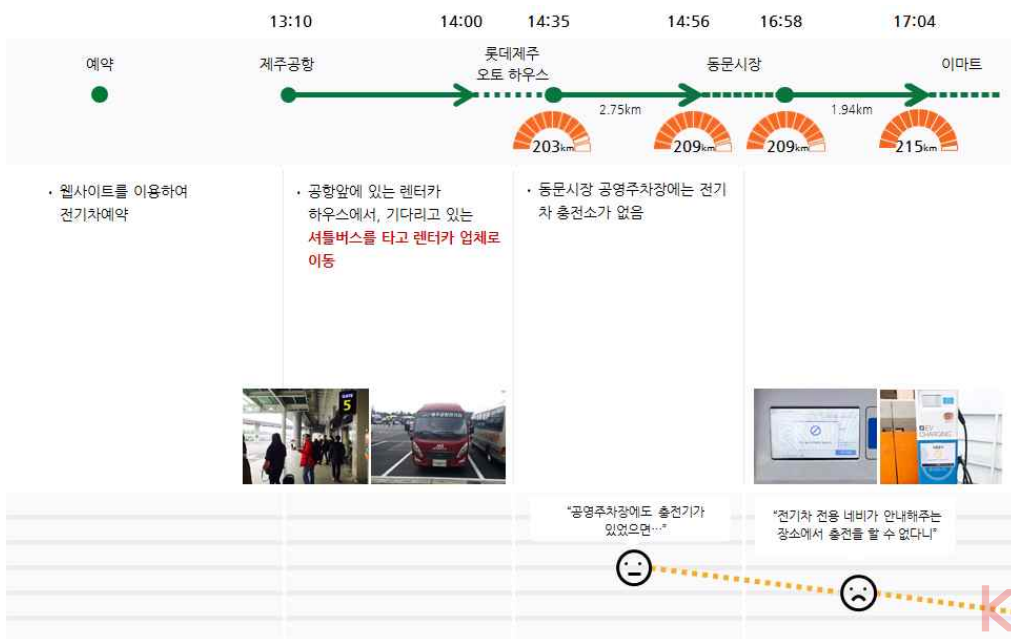 13:10
14:00
14:35
14:56
16:58
17:04
예약
제주공항
롯데제주
오토 하우스
동문시장
이마트
2.75km
1.94km
203km
209km
209km
215km
· 웹사이트를 이용하여
전기차예약
· 공항앞에 있는 렌터카
하우스에서, 기다리고 있는
셔틀버스를 타고 렌터카 업체로
이동
· 동문시장 공영주차장에는 전기
차 충전소가 없음
GATE
5
EV
CHARGING
“공영주차장에도 충전기가
있었으면…”
“전기차 전용 네비가 안내해주는
장소에서 충전를 할 수 없다니”
K